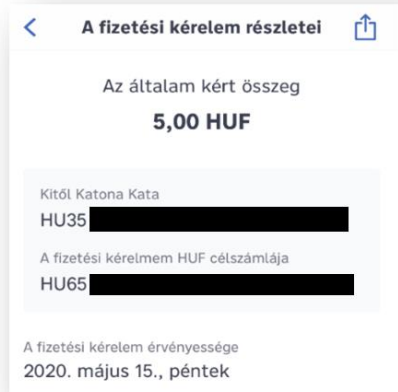 A fizetési kérelem részletei
Az általam kért összeg
5,00 HUF
Kitől Katona Kata
HU35
A fizetési kérelmem HUF célszámlája
HU65
A fizetési kérelem érvényessége
2020. május 15., péntek